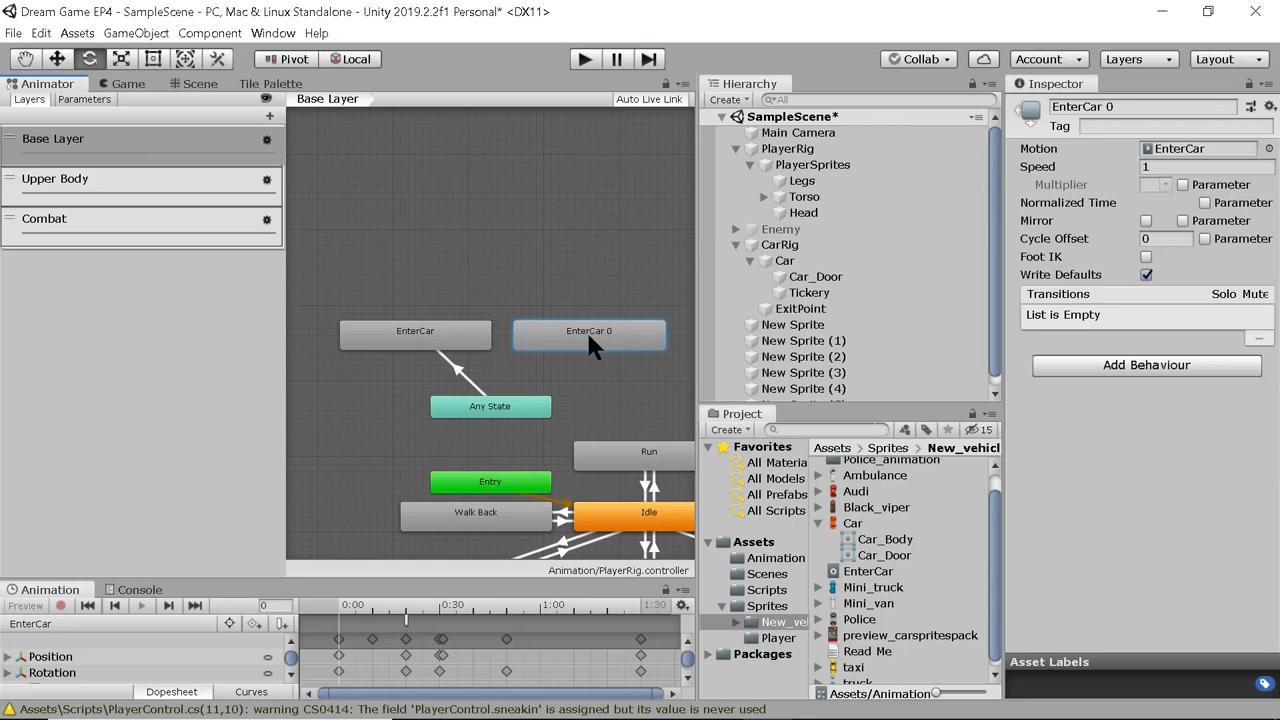 Dream Game EP4 - SampleScene - PC, Mac & Linux Standalone - Unity 2019.2.2f1 Personal* <DX11>
File Edit Assets GameObject Component Window Help
Pivot Local Collab Account Layers Layout
Animator Game Scene Tile Palette
Layers Parameters
Base Layer Auto Live Link
Base Layer
Upper Body
Combat
EnterCar
EnterCar 0
Any State
Run
Entry
Walk Back
Idle
Animation/PlayerRig.controller
Hierarchy
Create All
SampleScene*
Main Camera
PlayerRig
PlayerSprites
Legs
Torso
Head
Enemy
CarRig
Car
Car_Door
Tickery
ExitPoint
New Sprite
New Sprite (1)
New Sprite (2)
New Sprite (3)
New Sprite (4)
Inspector
EnterCar 0
Tag
Motion EnterCar
Speed 1
Multiplier Parameter
Normalized Time Parameter
Mirror Parameter
Cycle Offset 0 Parameter
Foot IK
Write Defaults
Transitions Solo Mute
List is Empty
Add Behaviour
Asset Labels
Project
Create 15
Favorites
All Materia
All Models
All Prefabs
All Scripts
Assets
Animation
Scenes
Scripts
Sprites
New_veh
Player
Packages
Assets Sprites New_vehicl
Police_animation
Ambulance
Audi
Black_viper
Car
Car_Body
Car_Door
EnterCar
Mini_truck
Mini_van
Police
preview_carspritespack
Read Me
taxi
truck
Assets/Animation
Animation Console
Preview 0 0:00 0:30 1:00 1:30
EnterCar
Position
Rotation
Dopesheet Curves
Assets\Scripts\PlayerControl.cs(11,10): warning CS0414: The field 'PlayerControl.sneakin' is assigned but its value is never used